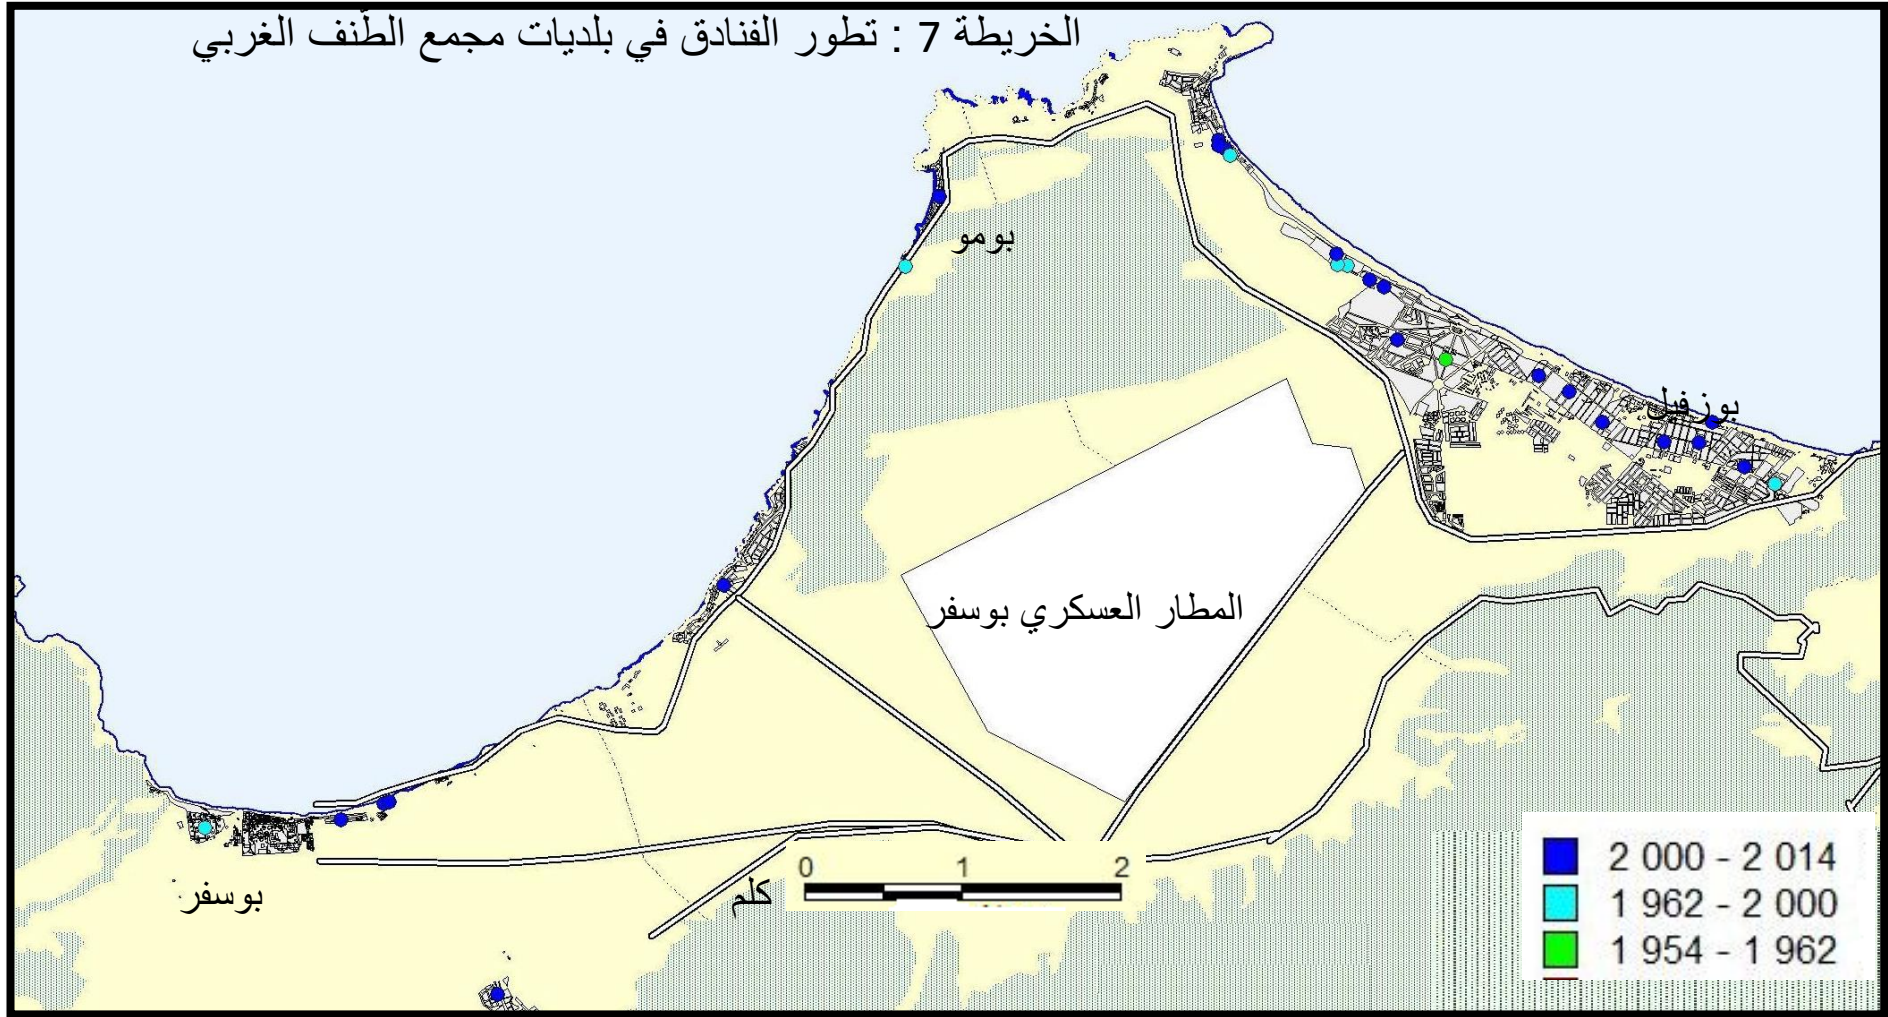 الخريطة 7 : تطور الفنادق في بلديات مجمع الطّنف الغربي
بومو
بوزفيل
المطار العسكري بوسفر
بوسفر
كلم
0 1 2
2 000 - 2 014
1 962 - 2 000
1 954 - 1 962